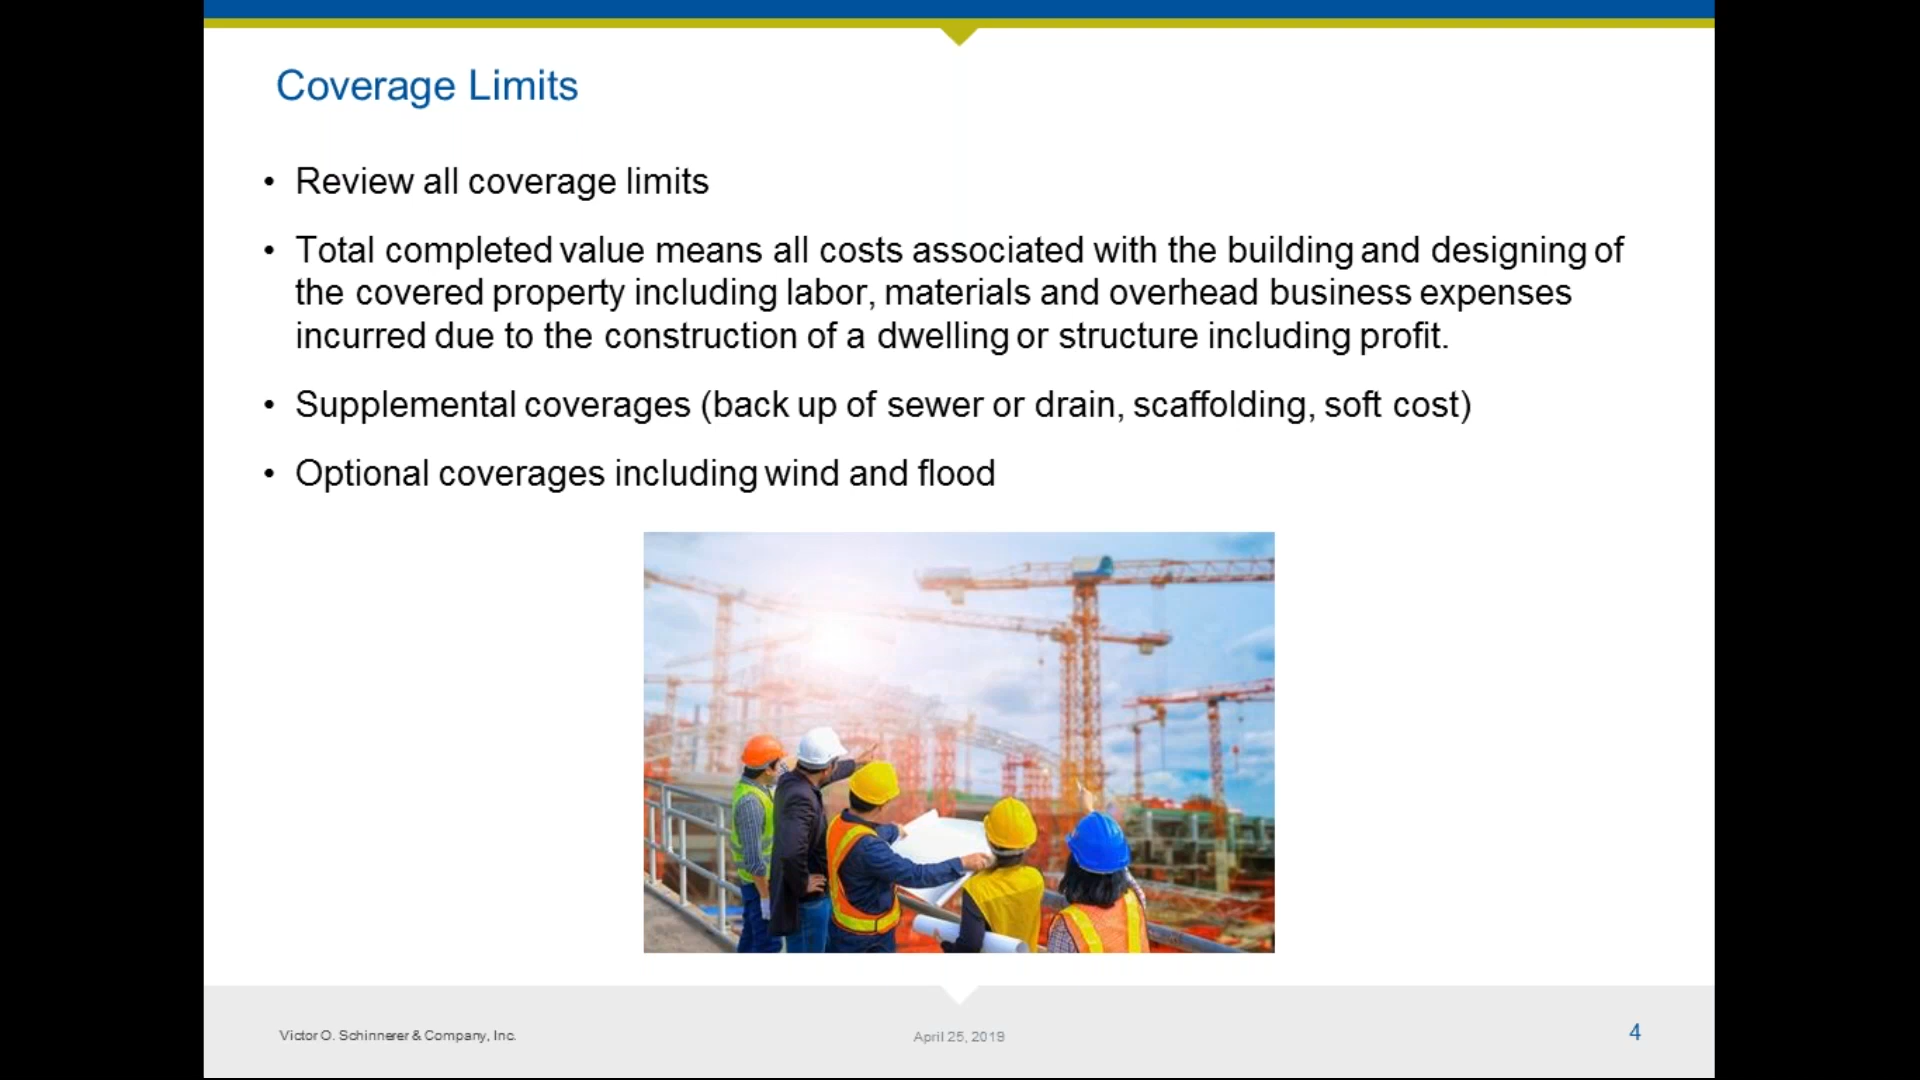 Coverage Limits
• Review all coverage limits
• Total completed value means all costs associated with the building and designing of
the covered property including labor, materials and overhead business expenses
incurred due to the construction of a dwelling or structure including profit.
• Supplemental coverages (back up of sewer or drain, scaffolding, soft cost)
• Optional coverages including wind and flood
Victor O. Schinnerer & Company, Inc.
April 25, 2019
4